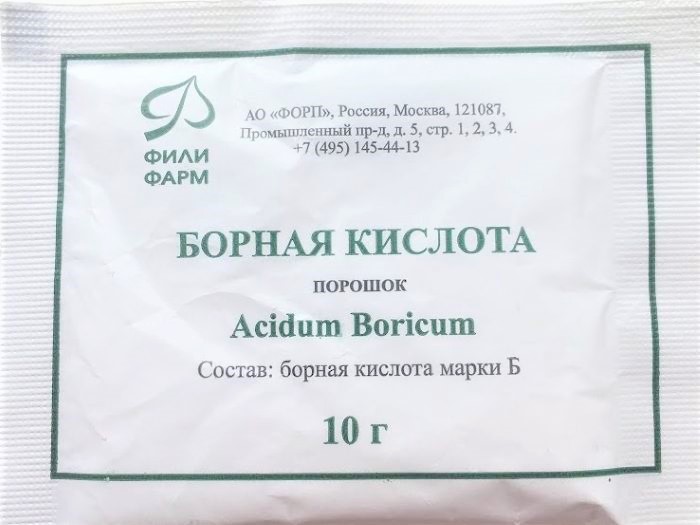 АО «ФОРП», Россия, Москва, 121087,
Промышленный пр-д, д. 5, стр. 1, 2, 3, 4.
+7 (495) 145-44-13
ФИЛИ
ФАРМ
БОРНАЯ КИСЛОТА
ПОРОШОК
Acidum Boricum
Состав: борная кислота марки Б
10 г